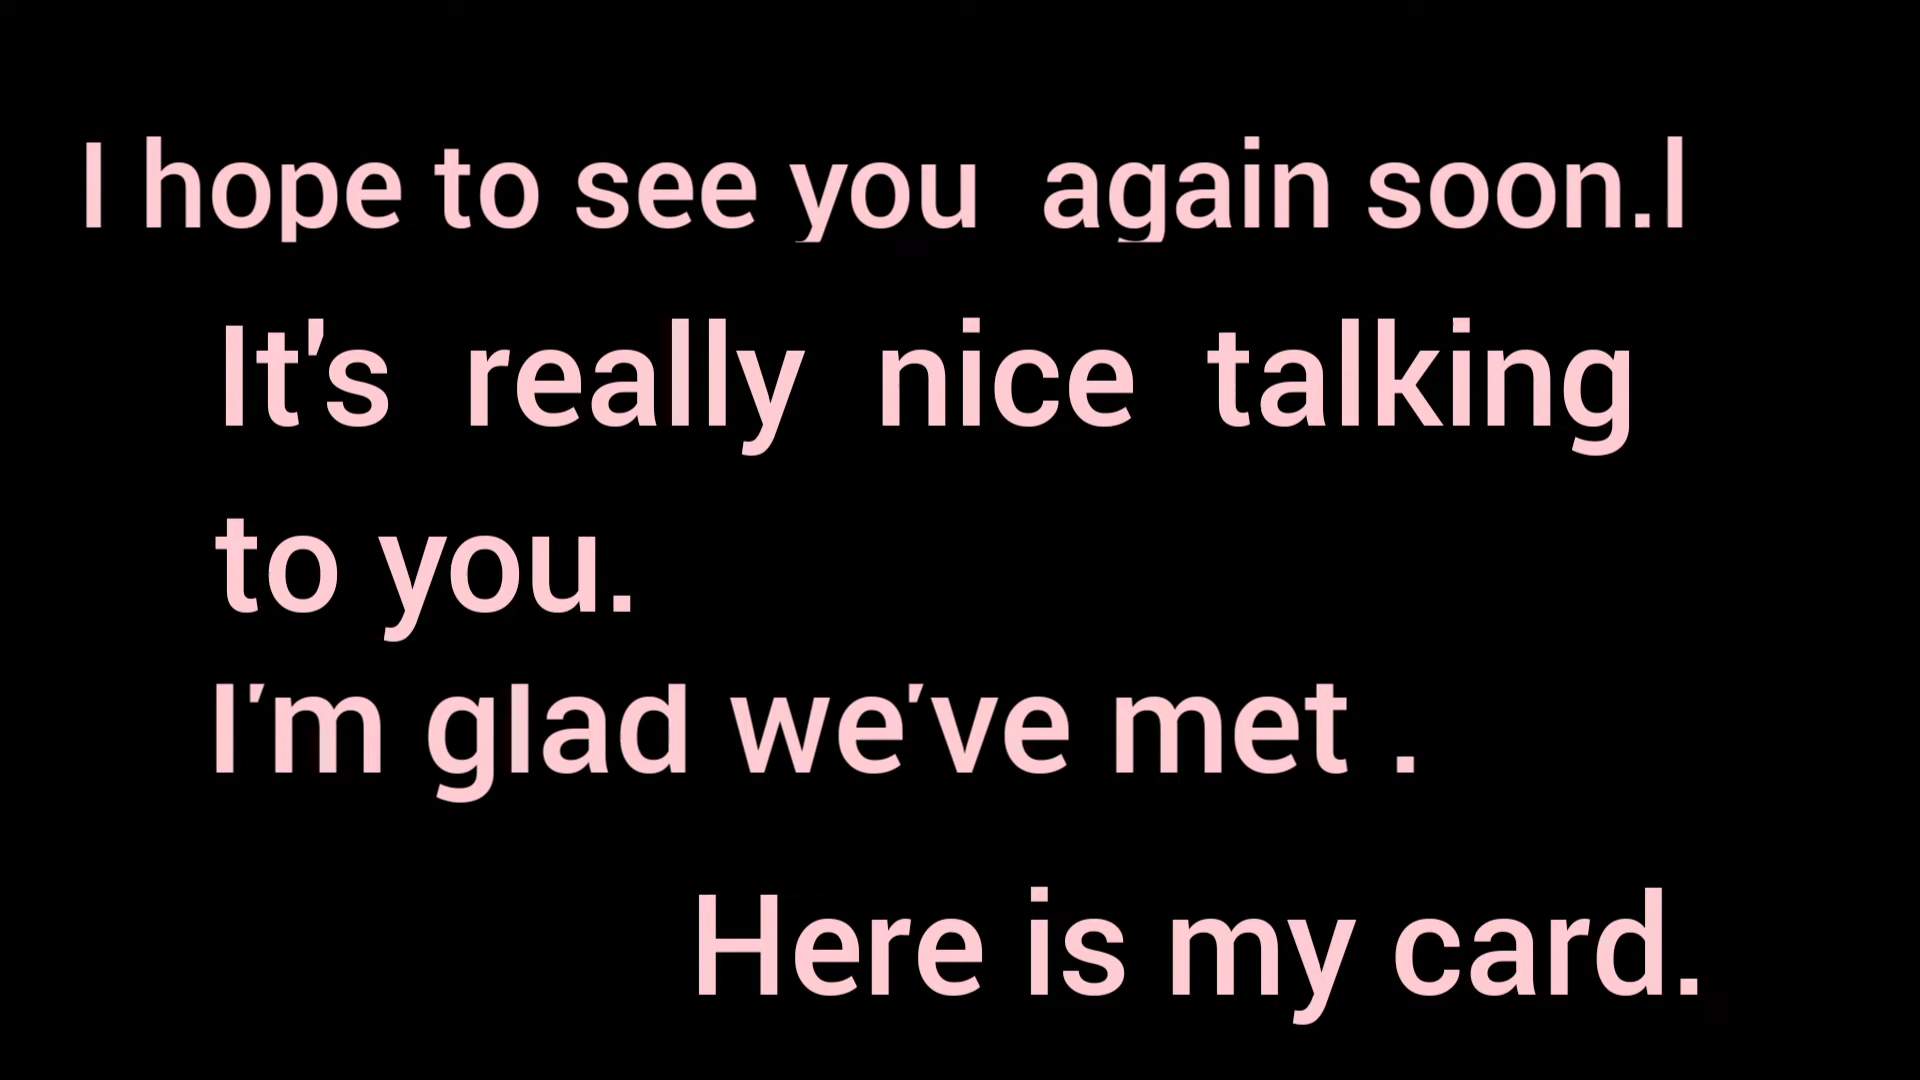 I hope to see you again soon.I
It's really nice talking
to you.
I'm glad we've met .
Here is my card.